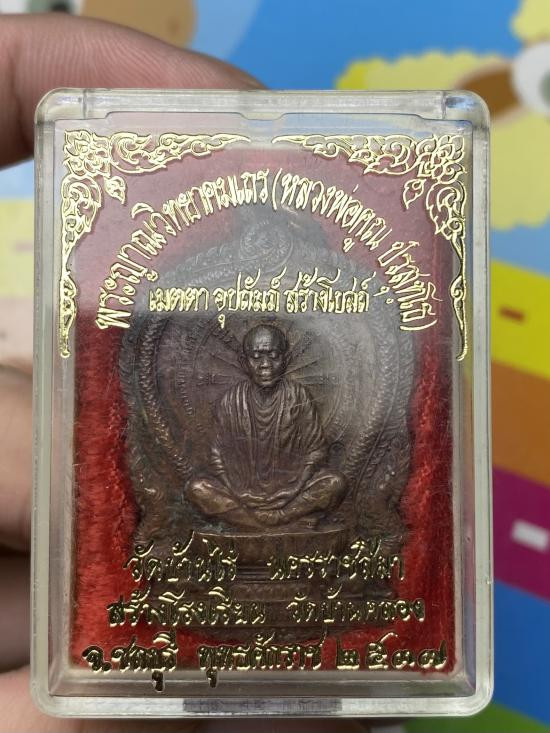 พระญาณวิทยาคมเถร (หลวงพ่อคูณ ปริสุทฺโธ)
เมตตา อุปถัมภ์ สร้างโบสถ์
วัดบ้านไร่ นครราชสีมา
สร้างโรงเรียน วัดบ้านคลอง
จ.ชลบุรี พุทธศักราช ๒๕๓๗